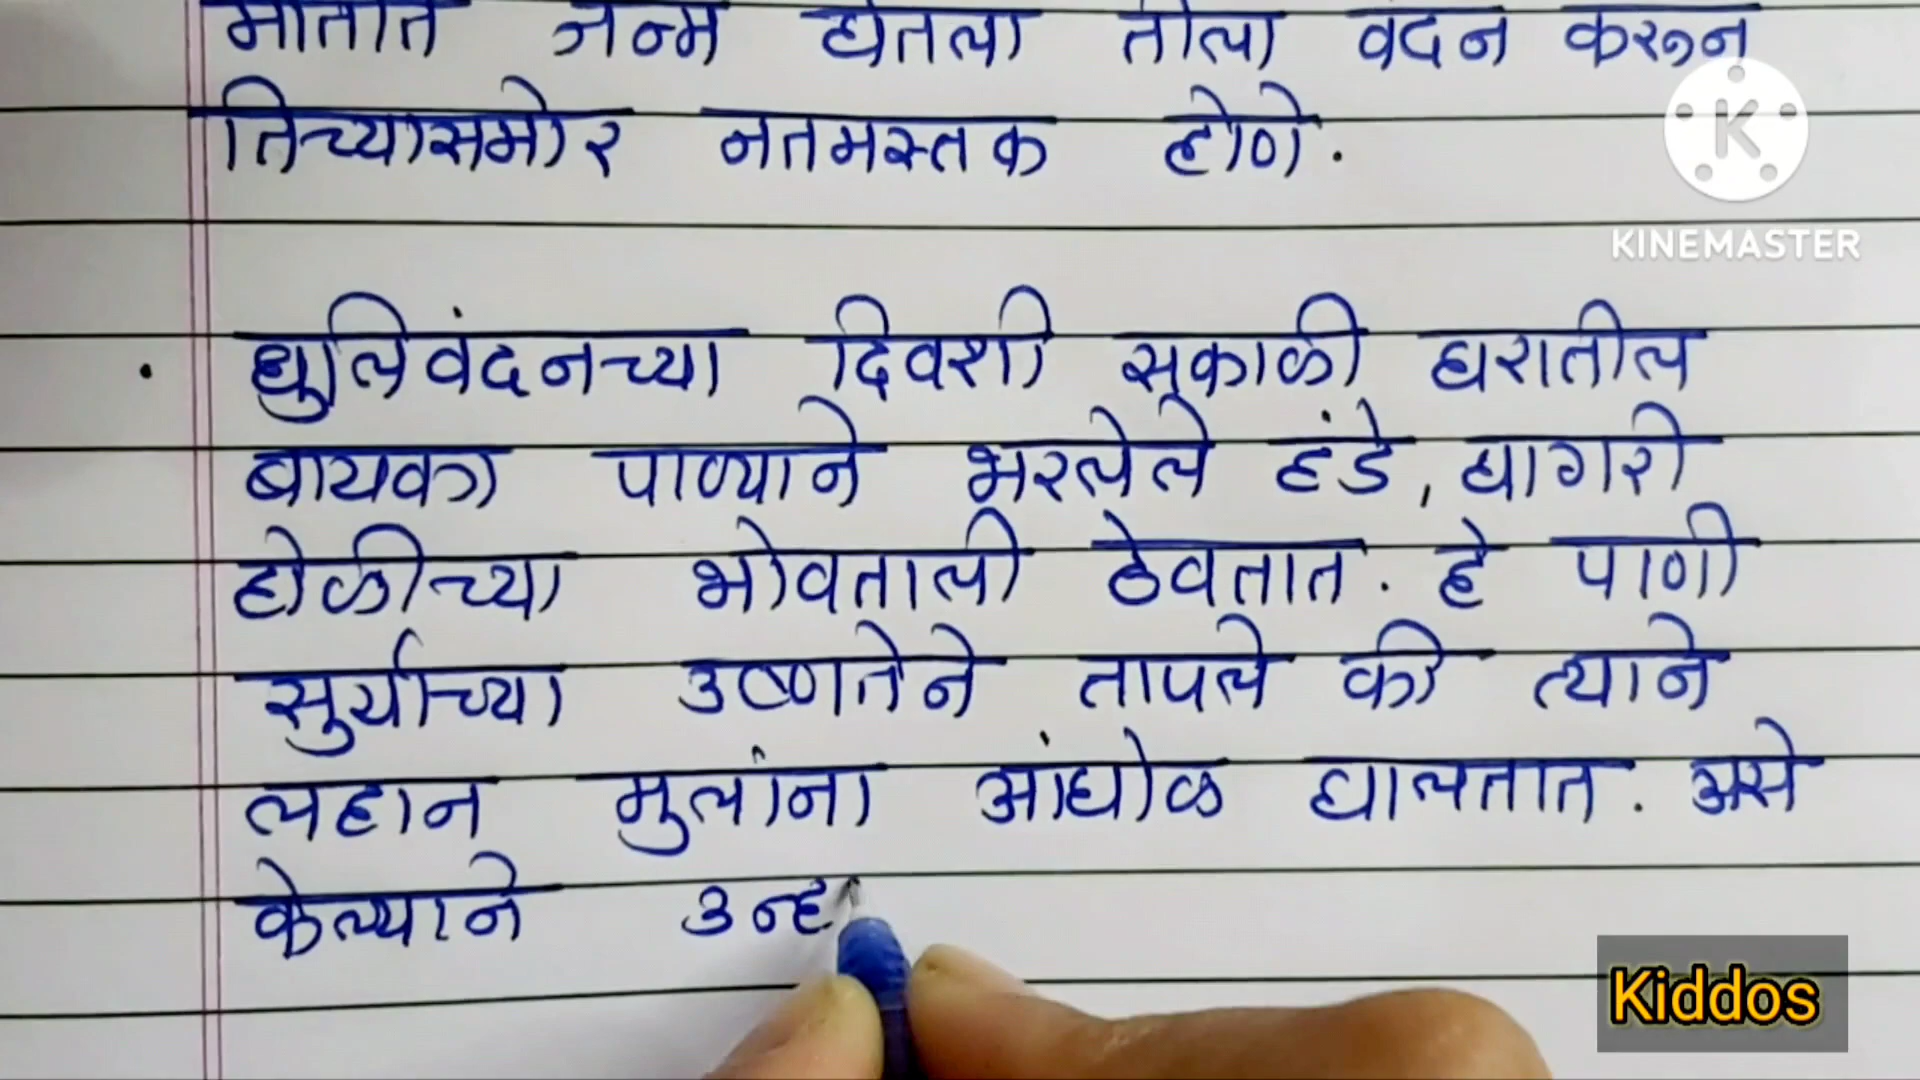 मातीत जन्म घेतला तीला वंदन करून
तिच्यासमोर नतमस्तक होणे.
KINEMASTER
. धुलिवंदनच्या दिवशी सुकाळी घरातील
बायका पाण्याने भरलेले हंडे, घागरी
होळीच्या भोवताली ठेवतात. हे पाणी
सुर्याच्या उष्णतेने तापले की त्याने
लहान मुलांना आंघोळ घालतात. असे
केल्याने उन्ह
Kiddos